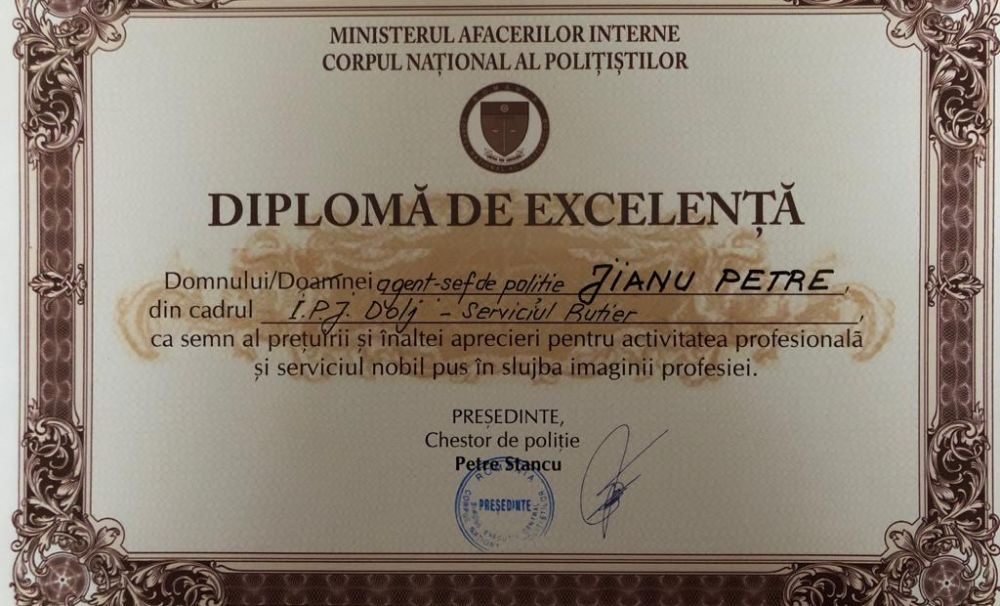 MINISTERUL AFACERILOR INTERNE
CORPUL NAȚIONAL AL POLIȚIȘTILOR
DIPLOMĂ DE EXCELENȚĂ
Domnului/Doamnei agent-sef de poliție JIANU PETRE,
din cadrul I.P.J. Dolj - Serviciul Rutier,
ca semn al prețuirii și înaltei aprecieri pentru activitatea profesională
și serviciul nobil pus în slujba imaginii profesiei.
PREȘEDINTE,
Chestor de poliție
Petre Stancu
ROMÂNIA
PREȘEDINTE